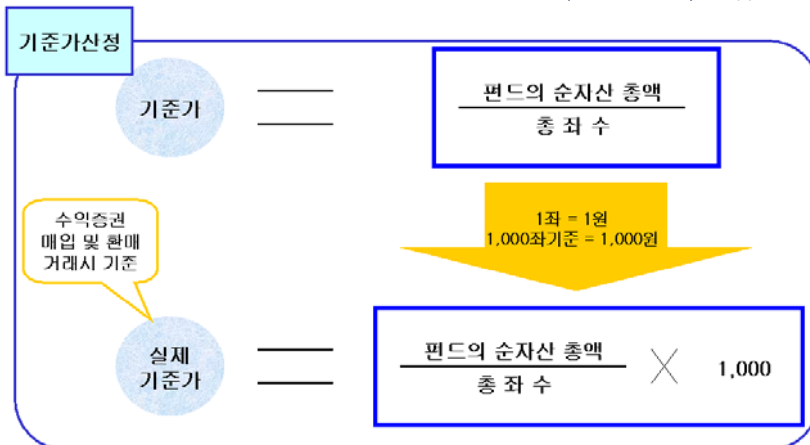 기준가산정
기준가
펀드의 순자산 총액
총 좌 수
수익증권
매입 및 환매
거래시 기준
1좌 = 1원
1,000좌기준 = 1,000원
실제
기준가
펀드의 순자산 총액
총 좌 수
X 1,000